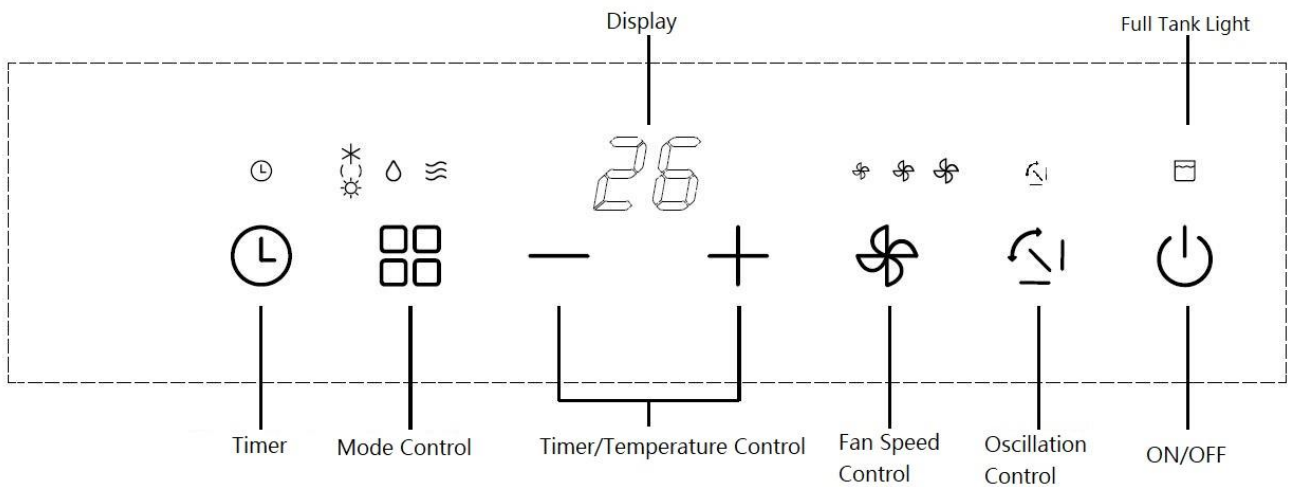 Display
Full Tank Light
26
Timer
Mode Control
Timer/Temperature Control
Fan Speed
Control
Oscillation
Control
ON/OFF